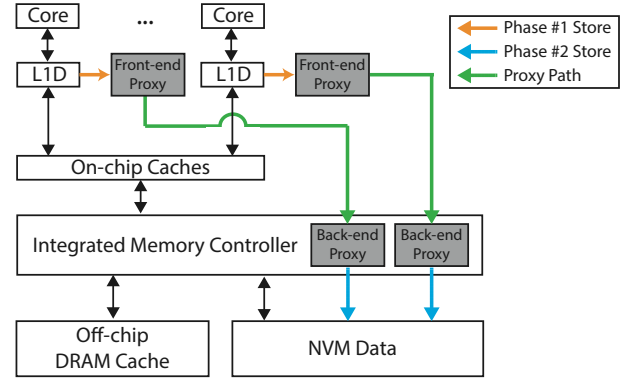 Core
...
Core
L1D
Front-end
Proxy
L1D
Front-end
Proxy
Phase #1 Store
Phase #2 Store
Proxy Path
On-chip Caches
Integrated Memory Controller
Back-end
Proxy
Back-end
Proxy
Off-chip
DRAM Cache
NVM Data